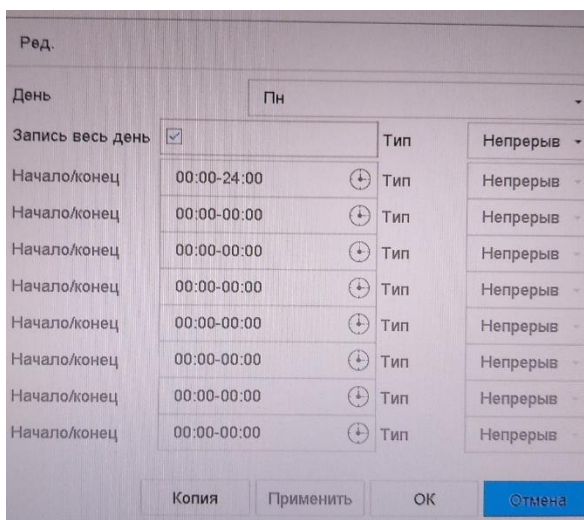 Ред.
День Пн
Запись весь день Тип Непрерыв
Начало/конец 00:00-24:00 Тип Непрерыв
Начало/конец 00:00-00:00 Тип Непрерыв
Начало/конец 00:00-00:00 Тип Непрерыв
Начало/конец 00:00-00:00 Тип Непрерыв
Начало/конец 00:00-00:00 Тип Непрерыв
Начало/конец 00:00-00:00 Тип Непрерыв
Начало/конец 00:00-00:00 Тип Непрерыв
Начало/конец 00:00-00:00 Тип Непрерыв
Копия Применить ОК Отмена